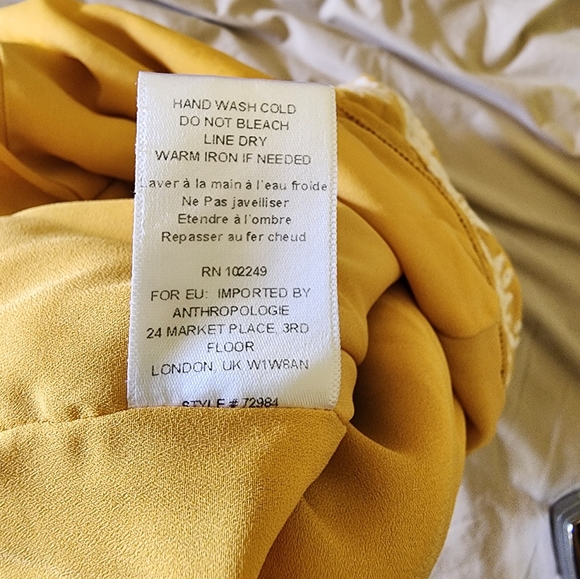 HAND WASH COLD
DO NOT BLEACH
LINE DRY
WARM IRON IF NEEDED
Laver à la main à l'eau froide
Ne Pas javelliser
Etendre à l'ombre
Repasser au fer chaud
RN 102249
FOR EU: IMPORTED BY
ANTHROPOLOGIE
24 MARKET PLACE, 3RD
FLOOR
LONDON, UK W1W8AN
STYLE # 72984